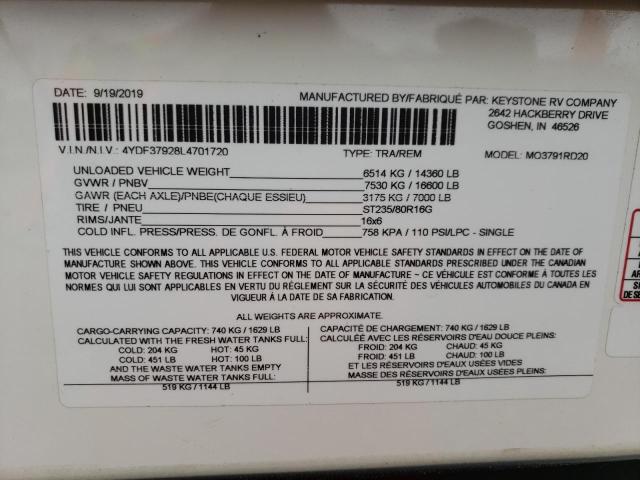 DATE: 9/19/2019
MANUFACTURED BY/FABRIQUÉ PAR: KEYSTONE RV COMPANY
2642 HACKBERRY DRIVE
GOSHEN, IN 46526
V.I.N./N.I.V.: 4YDF37928L4701720 TYPE: TRA/REM MODEL: MO3791RD20
UNLOADED VEHICLE WEIGHT 6514 KG / 14360 LB
GVWR / PNBV 7530 KG / 16600 LB
GAWR (EACH AXLE)/PNBE(CHAQUE ESSIEU) 3175 KG / 7000 LB
TIRE / PNEU ST235/80R16G
RIMS/JANTE 16x6
COLD INFL. PRESS/PRESS. DE GONFL. À FROID 758 KPA / 110 PSI/LPC - SINGLE
THIS VEHICLE CONFORMS TO ALL APPLICABLE U.S. FEDERAL MOTOR VEHICLE SAFETY STANDARDS IN EFFECT ON THE DATE OF
MANUFACTURE SHOWN ABOVE. THIS VEHICLE CONFORMS TO ALL APPLICABLE STANDARDS PRESCRIBED UNDER THE CANADIAN
MOTOR VEHICLE SAFETY REGULATIONS IN EFFECT ON THE DATE OF MANUFACTURE ~ CE VÉHICULE EST CONFORME À TOUTES LES
NORMES QUI LUI SONT APPLICABLES EN VERTU DU RÉGLEMENT SUR LA SÉCURITÉ DES VÉHICULES AUTOMOBILES DU CANADA EN
VIGUEUR À LA DATE DE SA FABRICATION.
ALL WEIGHTS ARE APPROXIMATE.
CARGO-CARRYING CAPACITY: 740 KG / 1629 LB
CALCULATED WITH THE FRESH WATER TANKS FULL:
COLD: 204 KG HOT: 45 KG
COLD: 451 LB HOT: 100 LB
AND THE WASTE WATER TANKS EMPTY
MASS OF WASTE WATER TANKS FULL:
519 KG / 1144 LB
CAPACITÉ DE CHARGEMENT: 740 KG / 1629 LB
CALCULÉE AVEC LES RÉSERVOIRS D'EAU DOUCE PLEINS:
FROID: 204 KG CHAUD: 45 KG
FROID: 451 LB CHAUD: 100 LB
ET LES RÉSERVOIRS D'EAUX USÉES VIDES
MASSE DES RÉSERVOIRS D'EAUX USÉES PLEINS:
519 KG / 1144 LB